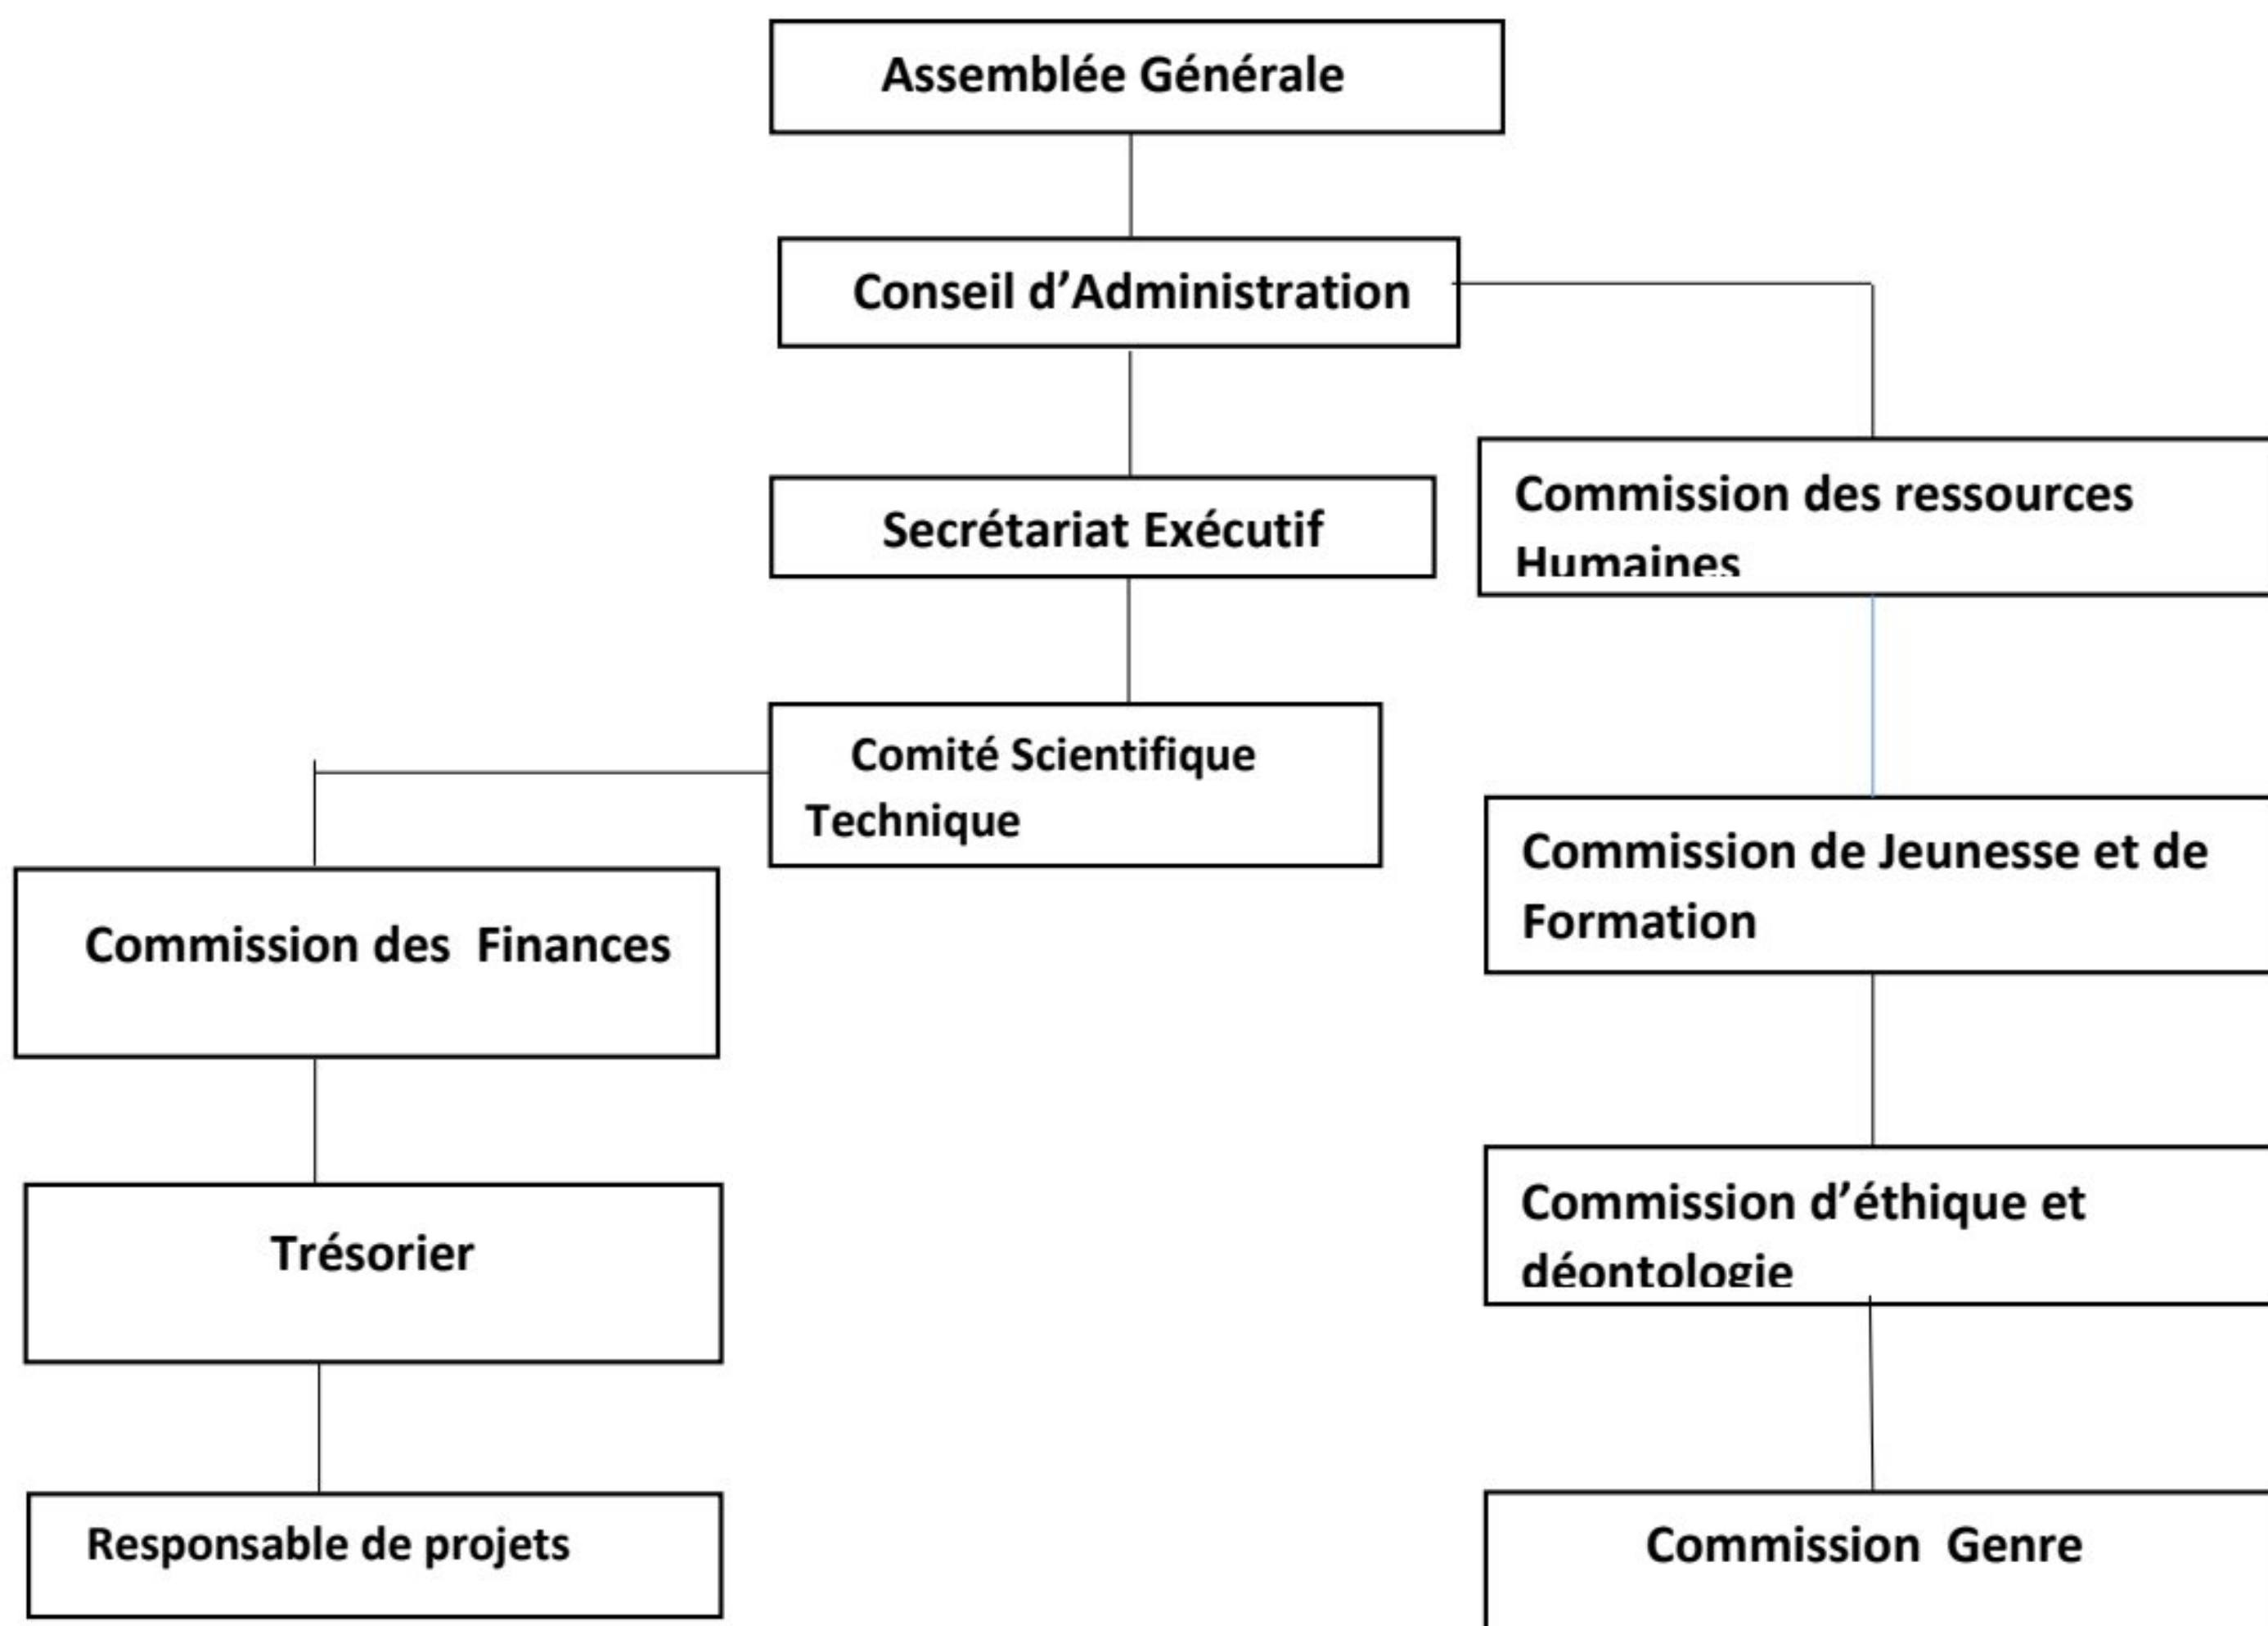 Assemblée Générale
Conseil d’Administration
Secrétariat Exécutif
Commission des ressources
Humaines
Comité Scientifique
Technique
Commission des  Finances
Commission de Jeunesse et de
Formation
Trésorier
Commission d’éthique et
déontologie
Responsable de projets
Commission  Genre